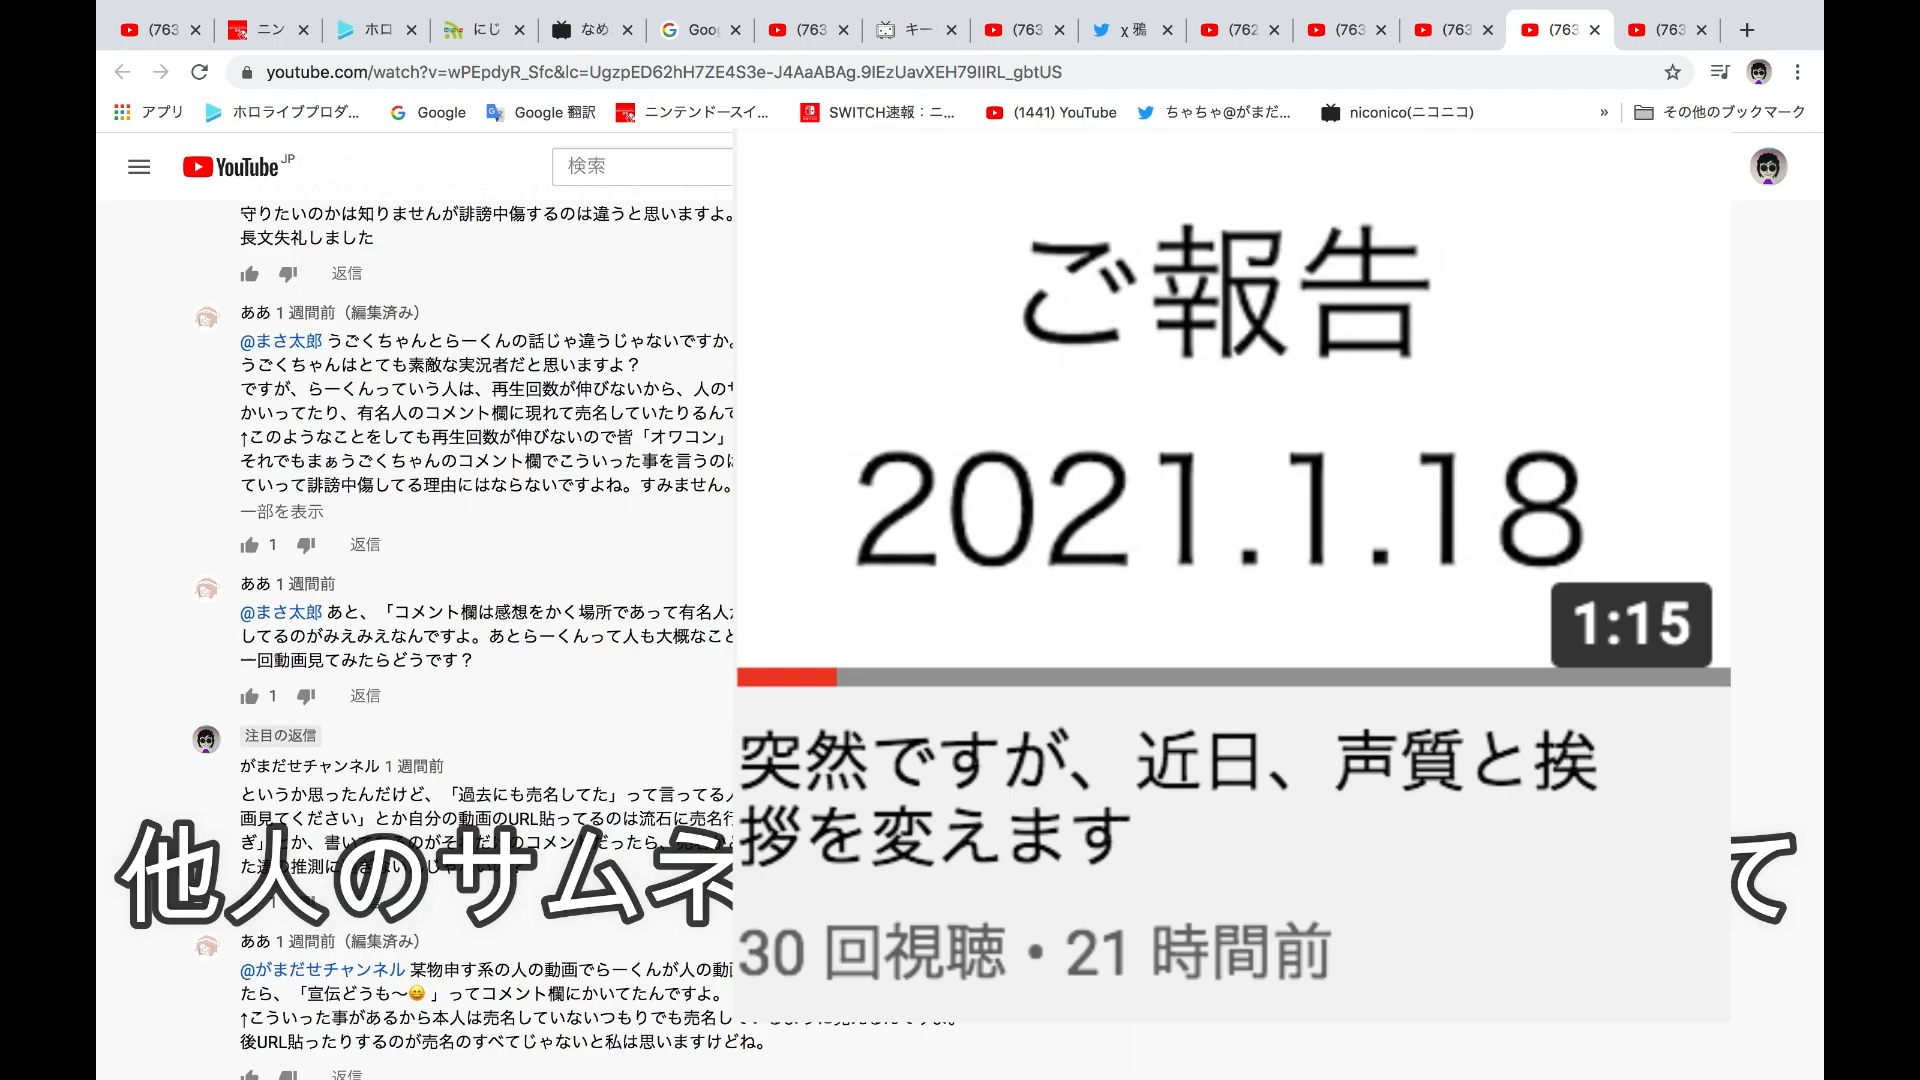 (763
ニン
ホロ
にじ
なめ
Goo
(763
キー
(763
χ 鴉
(762
(763
(763
(763
(763
youtube.com/watch?v=wPEpdyR_Sfc&lc=UgzpED62hH7ZE4S3e-J4AaABAg.9IEzUavXEH79IIRL_gbtUS
アプリ
ホロライブプロダ...
Google
Google 翻訳
ニンテンドースイ...
SWITCH速報：ニ...
(1441) YouTube
ちゃちゃ@がまだ...
niconico(ニコニコ)
»
その他のブックマーク
YouTube JP
検索
守りたいのかは知りませんが誹謗中傷するのは違うと思いますよ。
長文失礼しました
返信
ああ 1 週間前（編集済み）
@まさ太郎 うごくちゃんとらーくんの話じゃ違うじゃないですか。
うごくちゃんはとても素敵な実況者だと思いますよ？
ですが、らーくんっていう人は、再生回数が伸びないから、人の
かいってたり、有名人のコメント欄に現れて売名していたりるんで
↑このようなことをしても再生回数が伸びないので皆「オワコン」
それでもまぁうごくちゃんのコメント欄でこういった事を言うのは
ていって誹謗中傷してる理由にはならないですよね。すみません。
一部を表示
1 返信
ああ 1 週間前
@まさ太郎 あと、「コメント欄は感想をかく場所であって有名人
してるのがみえみえなんですよ。あとらーくんって人も大概なこと
一回動画見てみたらどうです？
1 返信
注目の返信
がまだせチャンネル 1 週間前
というか思ったんだけど、「過去にも売名してた」って言ってる人
画見てください」とか自分の動画のURL貼ってるのは流石に売名行
ああ 1 週間前（編集済み）
@がまだせチャンネル 某物申す系の人の動画でらーくんが人の動画
たら、「宣伝どうも〜😄 」ってコメント欄にかいてたんですよ。
↑こういった事があるから本人は売名していないつもりでも売名し
後URL貼ったりするのが売名のすべてじゃないと私は思いますけどね。
返信
ご報告
2021.1.18
1:15
突然ですが、近日、声質と挨
拶を変えます
30 回視聴・21 時間前
他人のサムネ
て